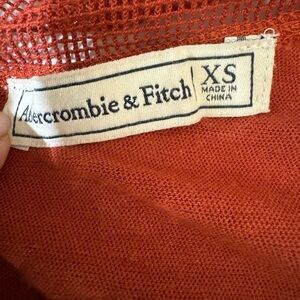 Abercrombie & Fitch
XS
MADE IN
CHINA